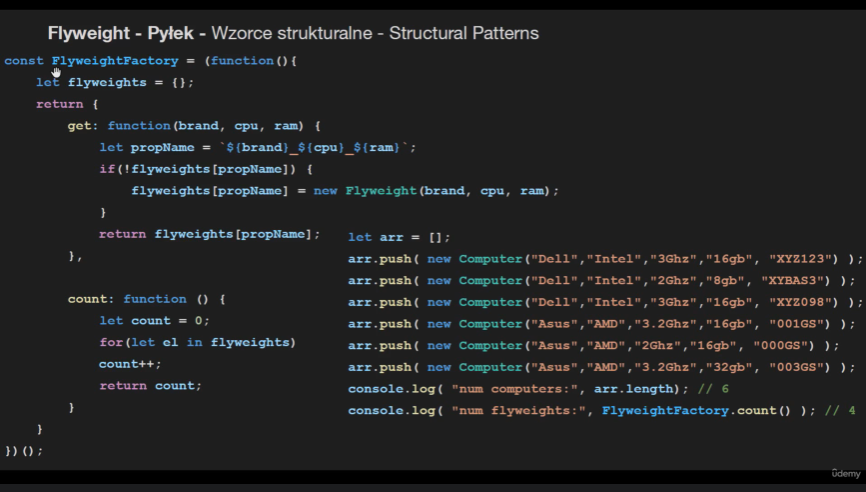 Flyweight - Pyłek - Wzorce strukturalne - Structural Patterns
const FlyweightFactory = (function(){
let flyweights = {};
return {
get: function(brand, cpu, ram) {
let propName = `${brand}_${cpu}_${ram}`;
if(!flyweights[propName]) {
flyweights[propName] = new Flyweight(brand, cpu, ram);
}
return flyweights[propName];
},
count: function () {
let count = 0;
for(let el in flyweights)
count++;
return count;
}
}
})();
let arr = [];
arr.push( new Computer("Dell","Intel","3Ghz","16gb", "XYZ123") );
arr.push( new Computer("Dell","Intel","2Ghz","8gb", "XYBAS3") );
arr.push( new Computer("Dell","Intel","3Ghz","16gb", "XYZ098") );
arr.push( new Computer("Asus","AMD","3.2Ghz","16gb", "001GS") );
arr.push( new Computer("Asus","AMD","2Ghz","16gb", "000GS") );
arr.push( new Computer("Asus","AMD","3.2Ghz","32gb", "003GS") );
console.log( "num computers:", arr.length); // 6
console.log( "num flyweights:", FlyweightFactory.count() ); // 4
ûdemy